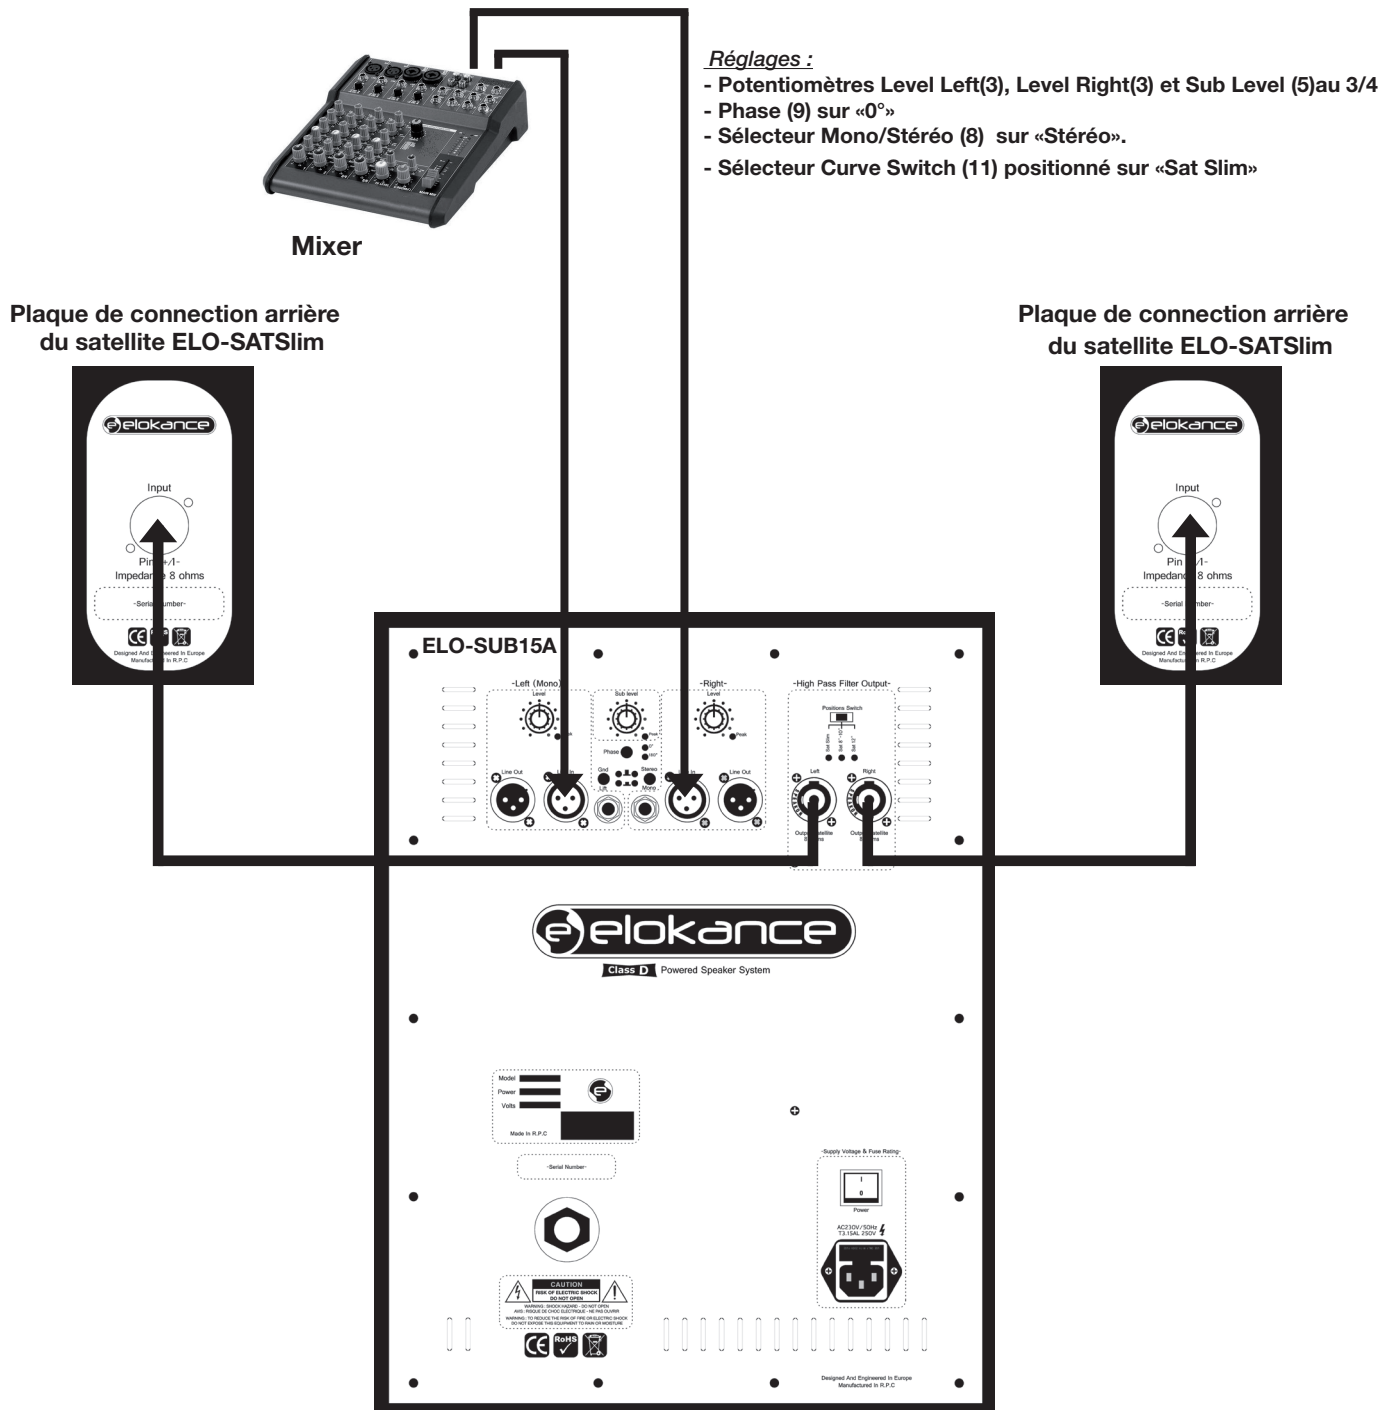 Réglages :
- Potentiomètres Level Left(3), Level Right(3) et Sub Level (5)au 3/4
- Phase (9) sur «0°»
- Sélecteur Mono/Stéréo (8) sur «Stéréo».
- Sélecteur Curve Switch (11) positionné sur «Sat Slim»
Mixer
Plaque de connection arrière
du satellite ELO-SATSlim
Plaque de connection arrière
du satellite ELO-SATSlim
elokance
Input
Impedance 8 ohms
-Serial Number-
CE
Designed And Engineered In Europe
Manufactured In R.P.C
elokance
Input
8 ohms
-Serial
CE
Designed And
In Europe
In R.P.C
ELO-SUB15A
-Left (Mono)
Level
Sub level
-Right-
Level
Peak
Peak
Phase
0°
180°
Line Out
Gnd
Lift
Stereo
Mono
Line Out
-High Pass Filter Output-
Positions Switch
Sat Slim
Sat 8"-10"
Sat 12"
Left
Right
elokance
Class D Powered Speaker System
Model
Power
Volts
Made In R.P.C
-Serial Number-
-Supply Voltage & Fuse Rating-
I
0
Power
AC230V/50Hz
T3.15AL 250V
CAUTION
RISK OF ELECTRIC SHOCK
DO NOT OPEN
WARNING : SHOCK HAZARD - DO NOT OPEN
AVIS : RISQUE DE CHOC ELECTRIQUE - NE PAS OUVRIR
WARNING : TO REDUCE THE RISK OF FIRE OR ELECTRIC SHOCK
DO NOT EXPOSE THIS EQUIPMENT TO RAIN OR MOISTURE
CE RoHS
Designed And Engineered In Europe
Manufactured In R.P.C